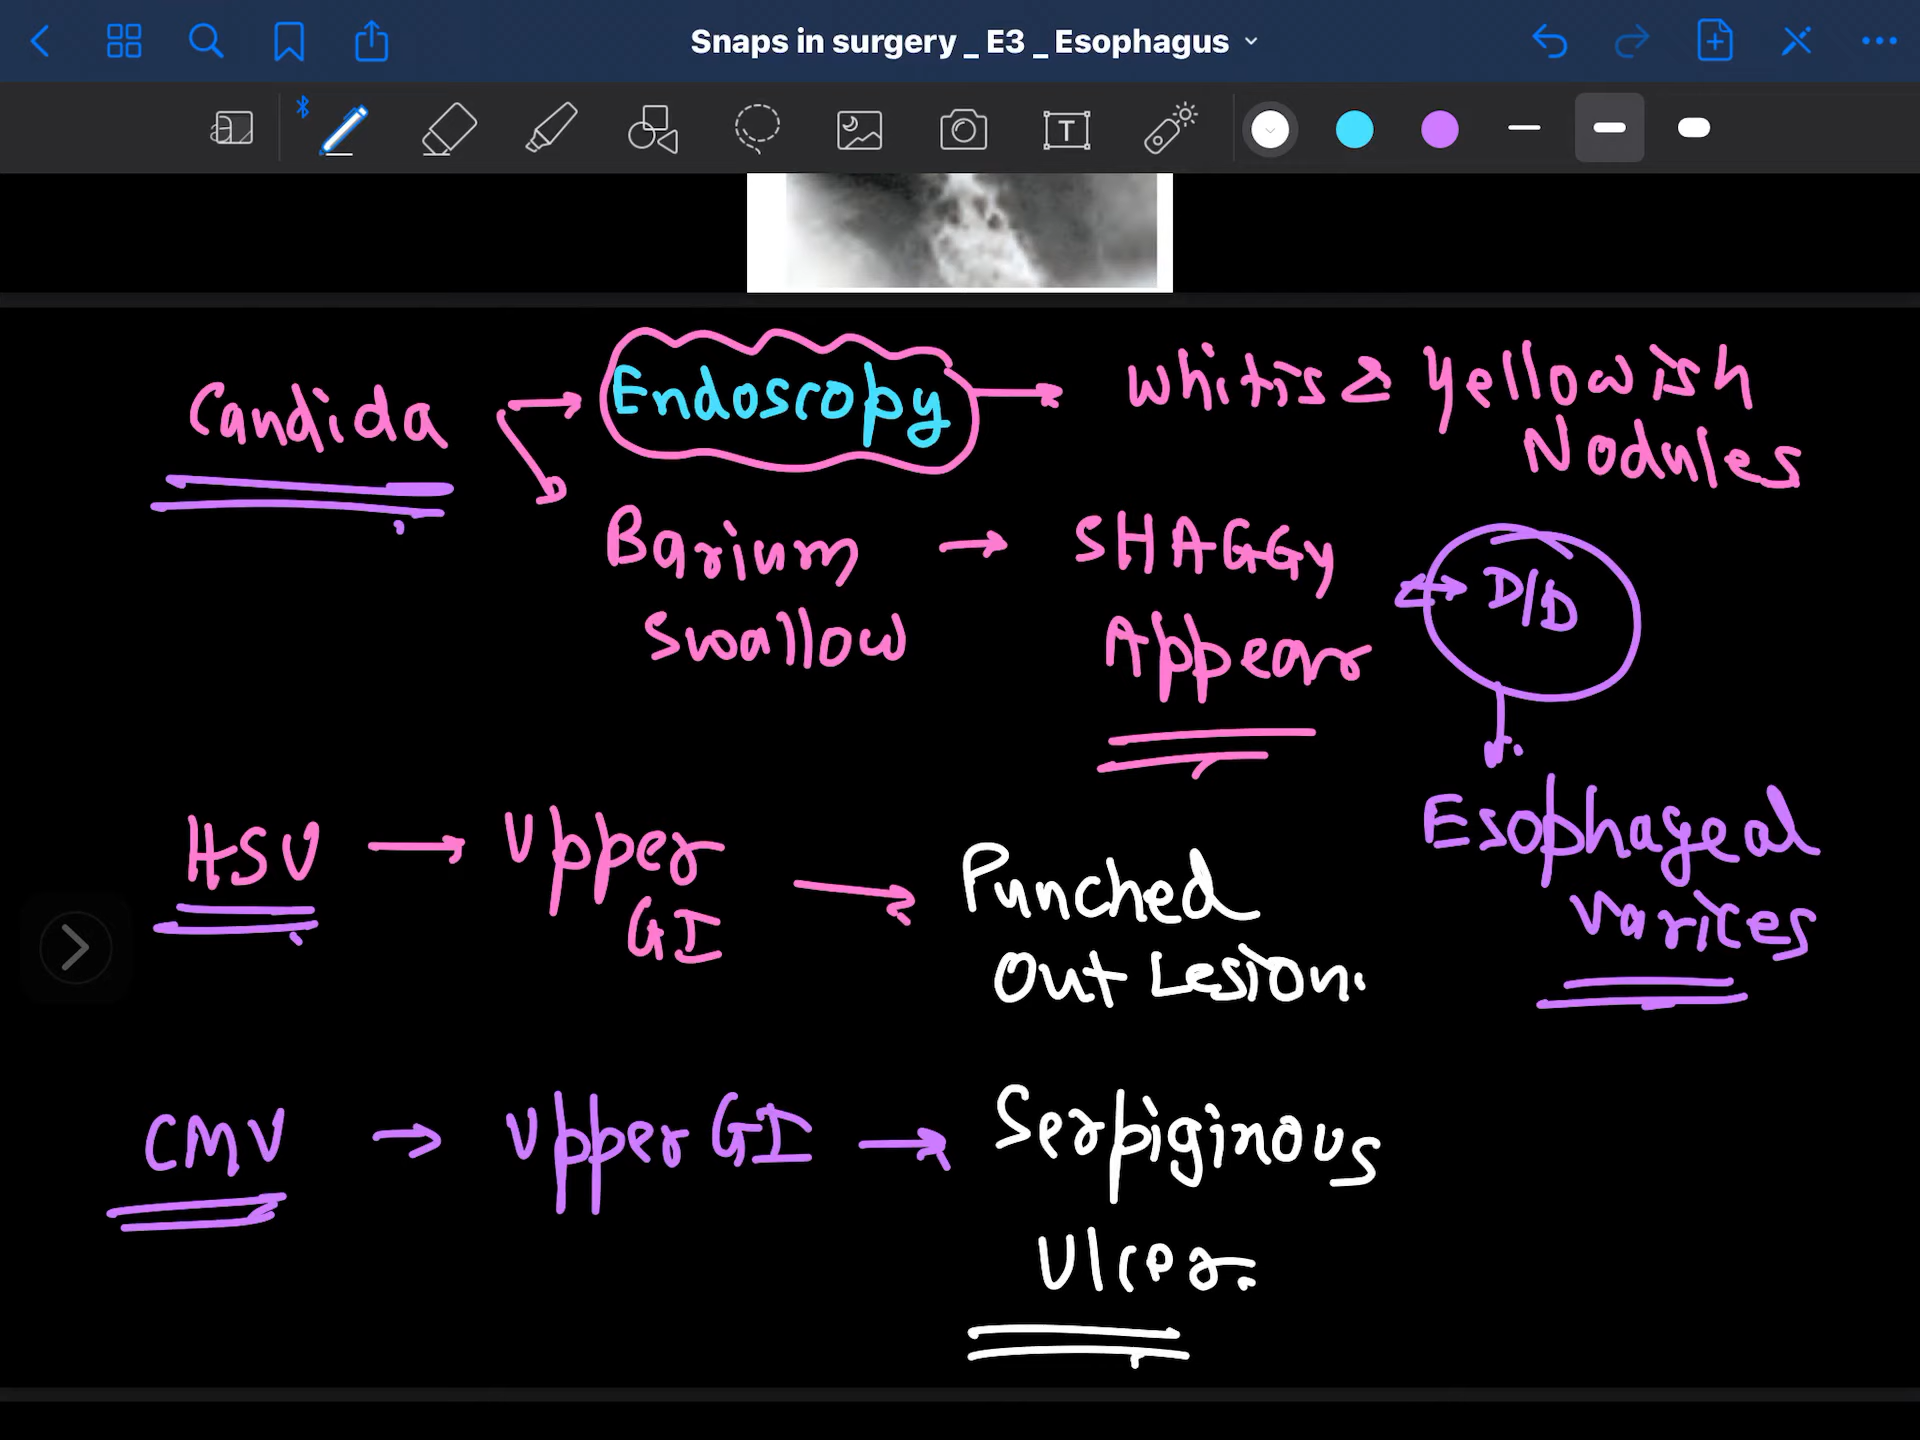 Snaps in surgery _ E3 _ Esophagus
T
Candida → Endoscopy → Whitis & Yellowish
Nodules
Barium → SHAGGy
Swallow Appear
D/D
Esophageal
varices
HSV → Upper
GI → Punched
Out Lesion.
CMV → Upper GI → Serpiginous
Ulcer.